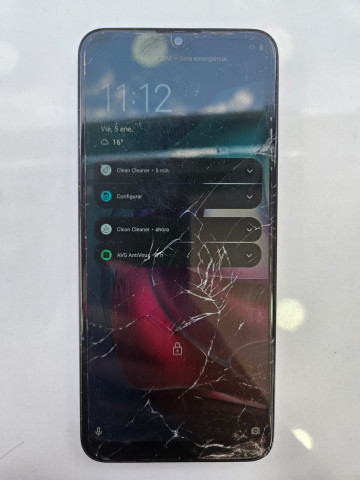 11:12
Vie, 5 ene.
16°
Clean Cleaner • 5 min
Configurar
Clean Cleaner • ahora
AVG AntiVirus